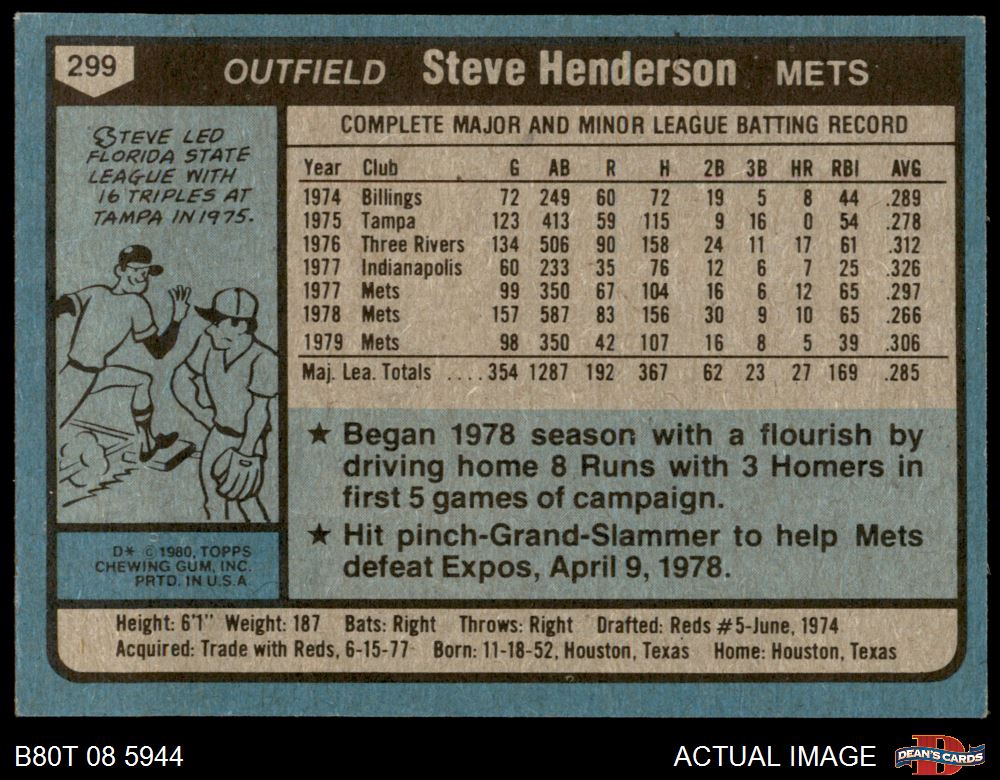 299
OUTFIELD Steve Henderson METS
STEVE LED
FLORIDA STATE
LEAGUE WITH
16 TRIPLES AT
TAMPA IN 1975.
D* © 1980, TOPPS
CHEWING GUM, INC.
PRTD. IN U.S.A
COMPLETE MAJOR AND MINOR LEAGUE BATTING RECORD
Year Club G AB R H 2B 3B HR RBI AVG
1974 Billings 72 249 60 72 19 5 8 44 .289
1975 Tampa 123 413 59 115 9 16 0 54 .278
1976 Three Rivers 134 506 90 158 24 11 17 61 .312
1977 Indianapolis 60 233 35 76 12 6 7 25 .326
1977 Mets 99 350 67 104 16 6 12 65 .297
1978 Mets 157 587 83 156 30 9 10 65 .266
1979 Mets 98 350 42 107 16 8 5 39 .306
Maj. Lea. Totals .... 354 1287 192 367 62 23 27 169 .285
★ Began 1978 season with a flourish by
driving home 8 Runs with 3 Homers in
first 5 games of campaign.
★ Hit pinch-Grand-Slammer to help Mets
defeat Expos, April 9, 1978.
Height: 6'1" Weight: 187 Bats: Right Throws: Right Drafted: Reds #5-June, 1974
Acquired: Trade with Reds, 6-15-77 Born: 11-18-52, Houston, Texas Home: Houston, Texas
B80T 08 5944
ACTUAL IMAGE
DEAN'S CARDS